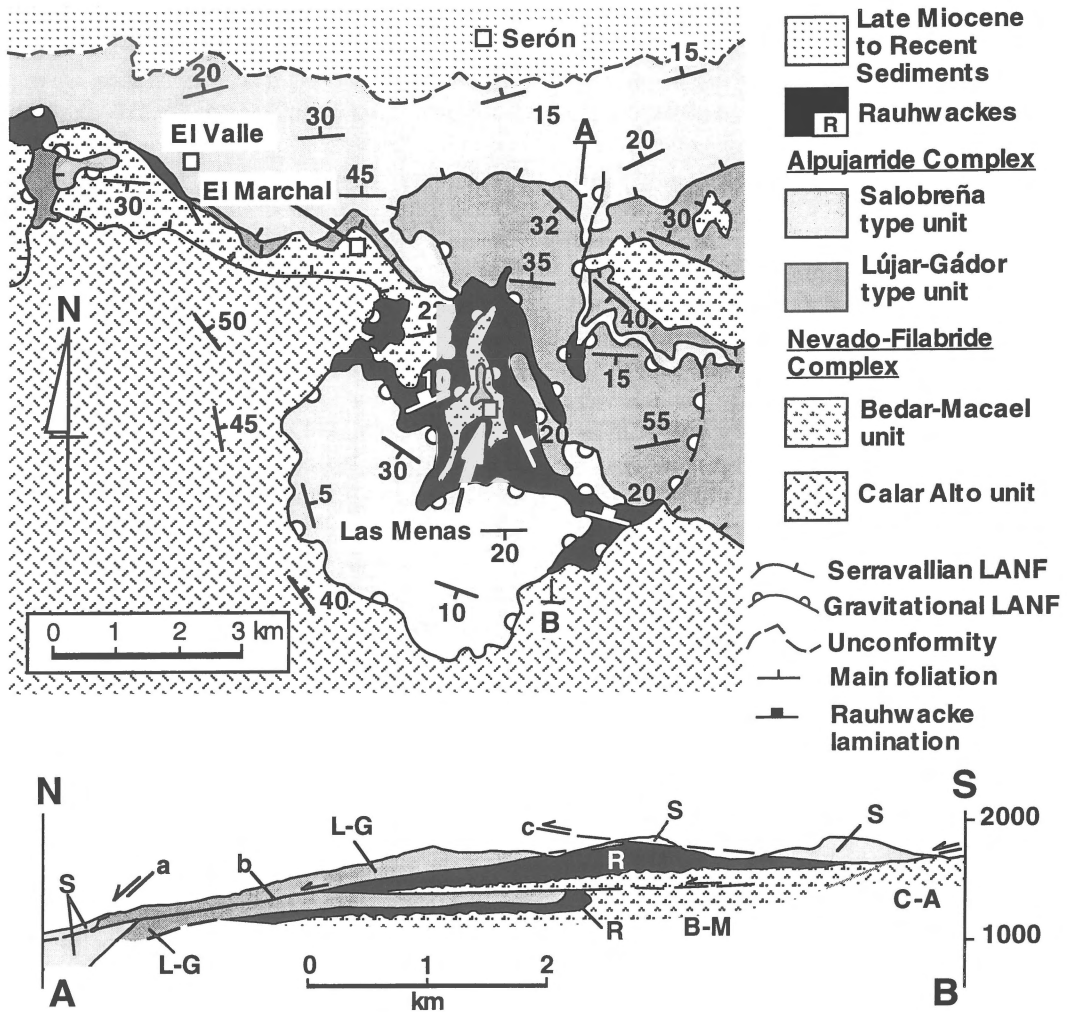 Serón
15
20
15
El Valle
30
A
20
El Marchal
45
30
32
30
35
N
50
40
15
45
55
20
30
5
20
Las Menas
20
40
10
B
0 1 2 3 km
Late Miocene
to Recent
Sediments
R
Rauhwackes
Alpujarride Complex
Salobreña
type unit
Lújar-Gádor
type unit
Nevado-Filabride
Complex
Bedar-Macael
unit
Calar Alto unit
Serravallian LANF
Gravitational LANF
Unconformity
Main foliation
Rauhwacke
lamination
N S
2000
S a b L-G c S S
R
C-A
L-G R B-M
1000
0 1 2
km
A B